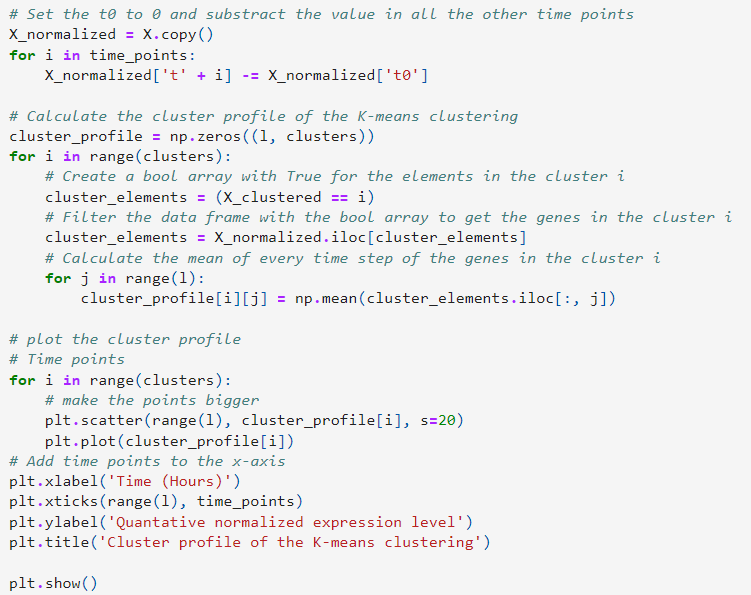 # Set the t0 to 0 and substract the value in all the other time points
X_normalized = X.copy()
for i in time_points:
    X_normalized['t' + i] -= X_normalized['t0']

# Calculate the cluster profile of the K-means clustering
cluster_profile = np.zeros((l, clusters))
for i in range(clusters):
    # Create a bool array with True for the elements in the cluster i
    cluster_elements = (X_clustered == i)
    # Filter the data frame with the bool array to get the genes in the cluster i
    cluster_elements = X_normalized.iloc[cluster_elements]
    # Calculate the mean of every time step of the genes in the cluster i
    for j in range(l):
        cluster_profile[i][j] = np.mean(cluster_elements.iloc[:, j])

# plot the cluster profile
# Time points
for i in range(clusters):
    # make the points bigger
    plt.scatter(range(l), cluster_profile[i], s=20)
    plt.plot(cluster_profile[i])
# Add time points to the x-axis
plt.xlabel('Time (Hours)')
plt.xticks(range(l), time_points)
plt.ylabel('Quantative normalized expression level')
plt.title('Cluster profile of the K-means clustering')

plt.show()